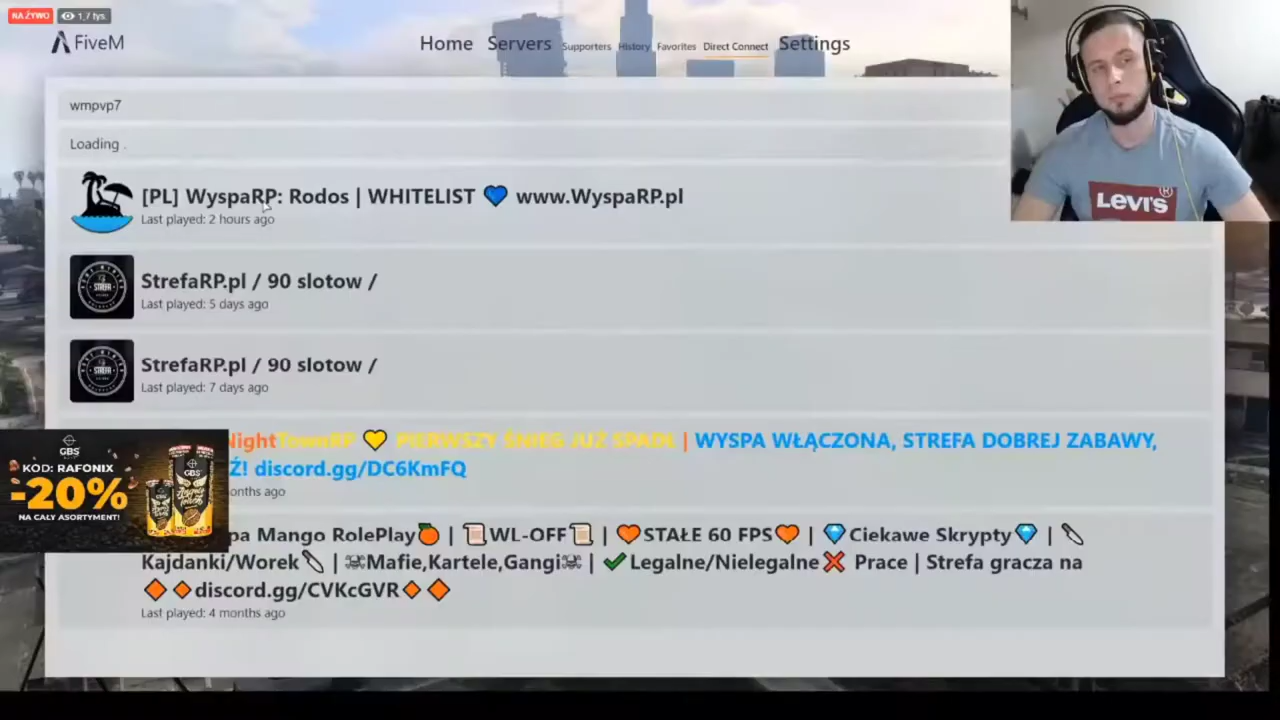 NA ŻYWO 1,7 tys.
FiveM
Home Servers Supporters History Favorites Direct Connect Settings
wmpvp7
Loading .
[PL] WyspaRP: Rodos | WHITELIST 💙 www.WyspaRP.pl
Last played: 2 hours ago
StrefaRP.pl / 90 slotow /
Last played: 5 days ago
StrefaRP.pl / 90 slotow /
Last played: 7 days ago
NightTownRP 💛 PIERWSZY ŚNIEG JUŻ SPADŁ | WYSPA WŁĄCZONA, STREFA DOBREJ ZABAWY,
Ź! discord.gg/DC6KmFQ
onths ago
pa Mango RolePlay🍊 | 📜WL-OFF📜 | 🧡STAŁE 60 FPS🧡 | 💎Ciekawe Skrypty💎 | 🔪
Kajdanki/Worek🔪 | ☠Mafie,Kartele,Gangi☠ | ✔Legalne/Nielegalne❌ Prace | Strefa gracza na
🔶🔸discord.gg/CVKcGVR🔸🔶
Last played: 4 months ago
GBS
KOD: RAFONIX
-20%
NA CAŁY ASORTYMENT!
GBS
LEVI'S